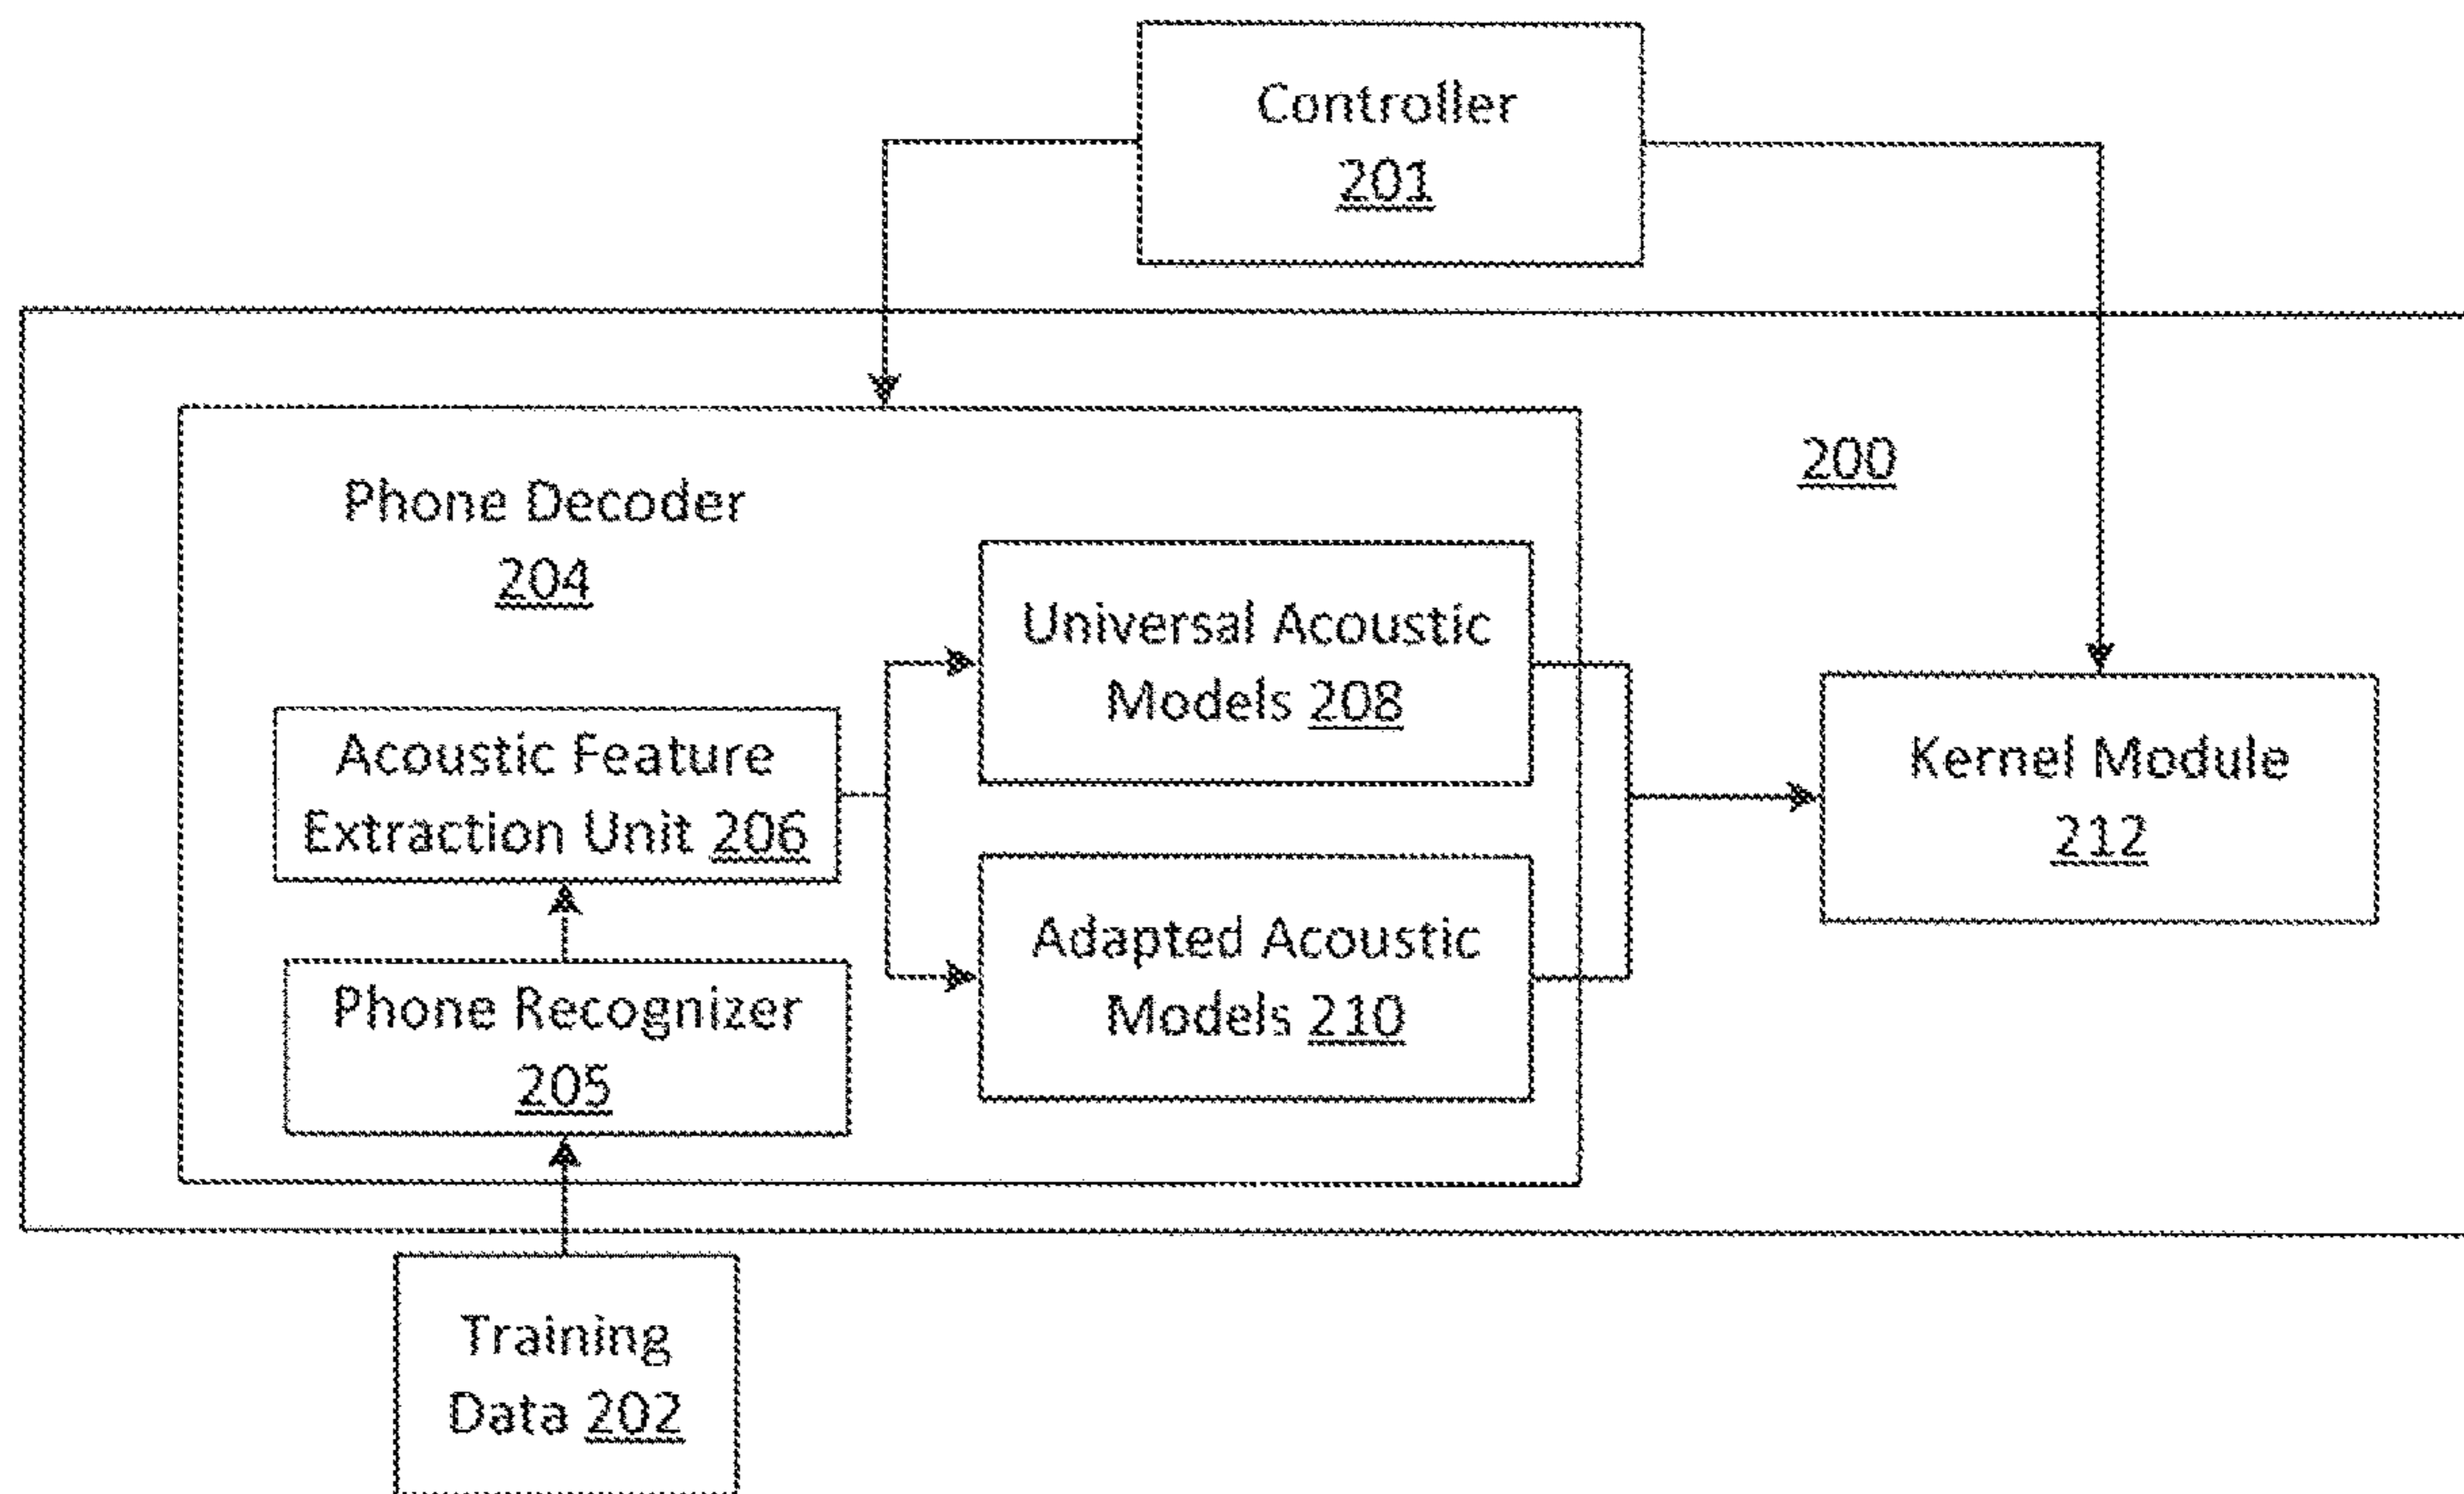 Controller
201
200
Phone Decoder
204
Universal Acoustic
Models 208
Acoustic Feature
Extraction Unit 206
Kernel Module
212
Adapted Acoustic
Models 210
Phone Recognizer
205
Training
Data 202